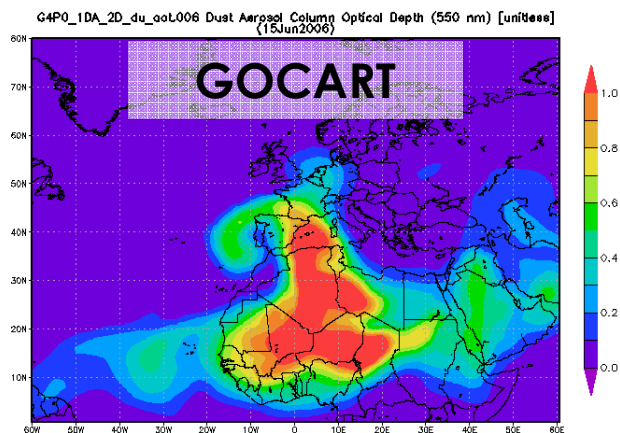 G4P0_1DA_2D_du_aot.006 Dust Aerosol Column Optical Depth (550 nm) [unitless]
(15Jun2006)
GOCART
80N
70N
60N
50N
40N
30N
20N
10N
60W 50W 40W 30W 20W 10W 0 10E 20E 30E 40E 50E 60E
1.0
0.8
0.6
0.4
0.2
0.0